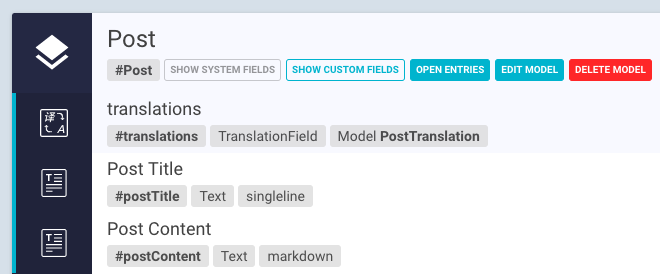 Post
#Post SHOW SYSTEM FIELDS SHOW CUSTOM FIELDS OPEN ENTRIES EDIT MODEL DELETE MODEL
translations
#translations TranslationField Model PostTranslation
Post Title
#postTitle Text singleline
Post Content
#postContent Text markdown